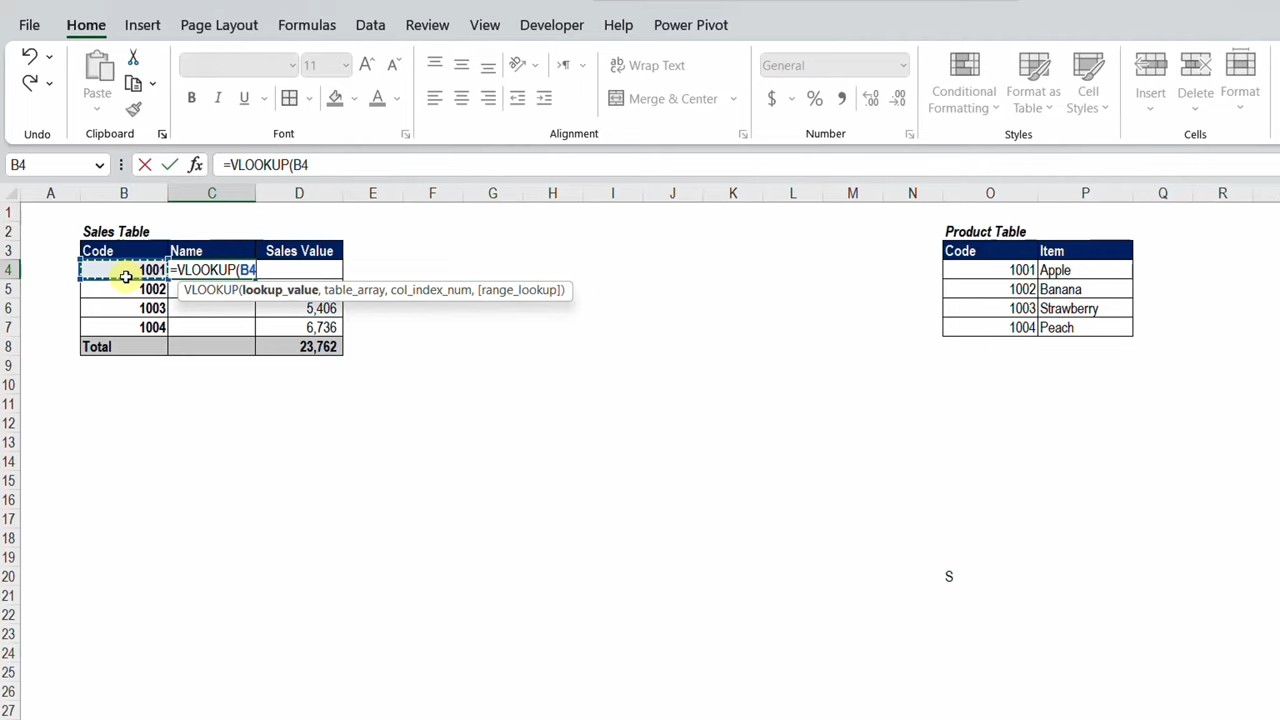 File Home Insert Page Layout Formulas Data Review View Developer Help Power Pivot
11 A A ab Wrap Text General
Paste B I U A Merge & Center $ % Conditional Formatting Format as Table Cell Styles Insert Delete Format
Undo Clipboard Font Alignment Number Styles Cells
B4 fx =VLOOKUP(B4
A B C D E F G H I J K L M N O P Q R
1
2 Sales Table Product Table
3 Code Name Sales Value Code Item
4 1001 =VLOOKUP(B4 1001 Apple
5 1002 VLOOKUP(lookup_value, table_array, col_index_num, [range_lookup]) 1002 Banana
6 1003 5,406 1003 Strawberry
7 1004 6,736 1004 Peach
8 Total 23,762
9
10
11
12
13
14
15
16
17
18
19
20 S
21
22
23
24
25
26
27